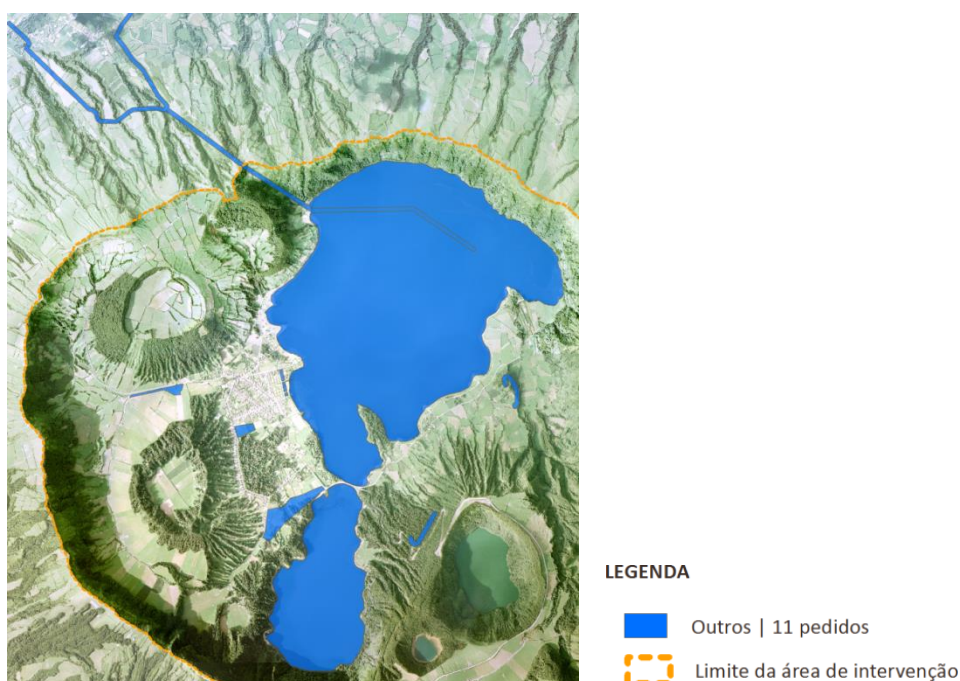 LEGENDA
Outros | 11 pedidos
Limite da área de intervenção